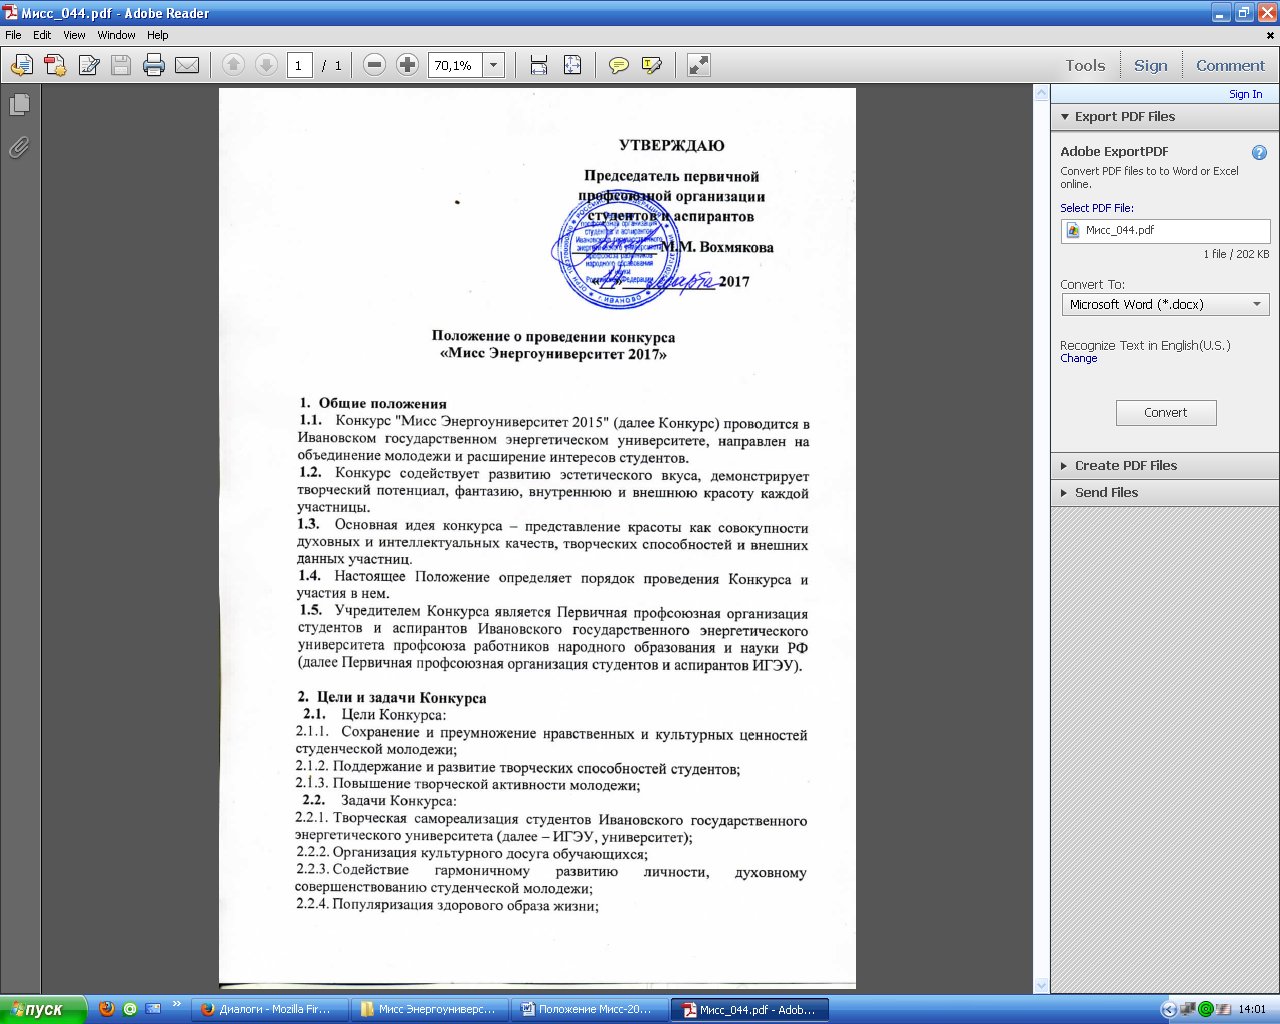 Мисс_044.pdf - Adobe Reader
File Edit View Window Help
1 / 1 70,1% Tools Sign Comment
Sign In
Export PDF Files
Adobe ExportPDF
Convert PDF files to to Word or Excel
online.
Select PDF File:
Мисс_044.pdf
1 file / 202 KB
Convert To:
Microsoft Word (*.docx)
Recognize Text in English(U.S.)
Change
Convert
Create PDF Files
Send Files
УТВЕРЖДАЮ
Председатель первичной
профсоюзной организации
студентов и аспирантов
М.М. Вохмякова
марта 2017
Положение о проведении конкурса
«Мисс Энергоуниверситет 2017»
1. Общие положения
1.1. Конкурс "Мисс Энергоуниверситет 2015" (далее Конкурс) проводится в
Ивановском государственном энергетическом университете, направлен на
объединение молодежи и расширение интересов студентов.
1.2. Конкурс содействует развитию эстетического вкуса, демонстрирует
творческий потенциал, фантазию, внутреннюю и внешнюю красоту каждой
участницы.
1.3. Основная идея конкурса – представление красоты как совокупности
духовных и интеллектуальных качеств, творческих способностей и внешних
данных участниц.
1.4. Настоящее Положение определяет порядок проведения Конкурса и
участия в нем.
1.5. Учредителем Конкурса является Первичная профсоюзная организация
студентов и аспирантов Ивановского государственного энергетического
университета профсоюза работников народного образования и науки РФ
(далее Первичная профсоюзная организация студентов и аспирантов ИГЭУ).
2. Цели и задачи Конкурса
2.1. Цели Конкурса:
2.1.1. Сохранение и преумножение нравственных и культурных ценностей
студенческой молодежи;
2.1.2. Поддержание и развитие творческих способностей студентов;
2.1.3. Повышение творческой активности молодежи;
2.2. Задачи Конкурса:
2.2.1. Творческая самореализация студентов Ивановского государственного
энергетического университета (далее – ИГЭУ, университет);
2.2.2. Организация культурного досуга обучающихся;
2.2.3. Содействие гармоничному развитию личности, духовному
совершенствованию студенческой молодежи;
2.2.4. Популяризация здорового образа жизни;
пуск Диалоги - Mozilla Fir... Мисс Энергоуниверс... Положение Мисс-20... Мисс_044.pdf - Adob... 14:01